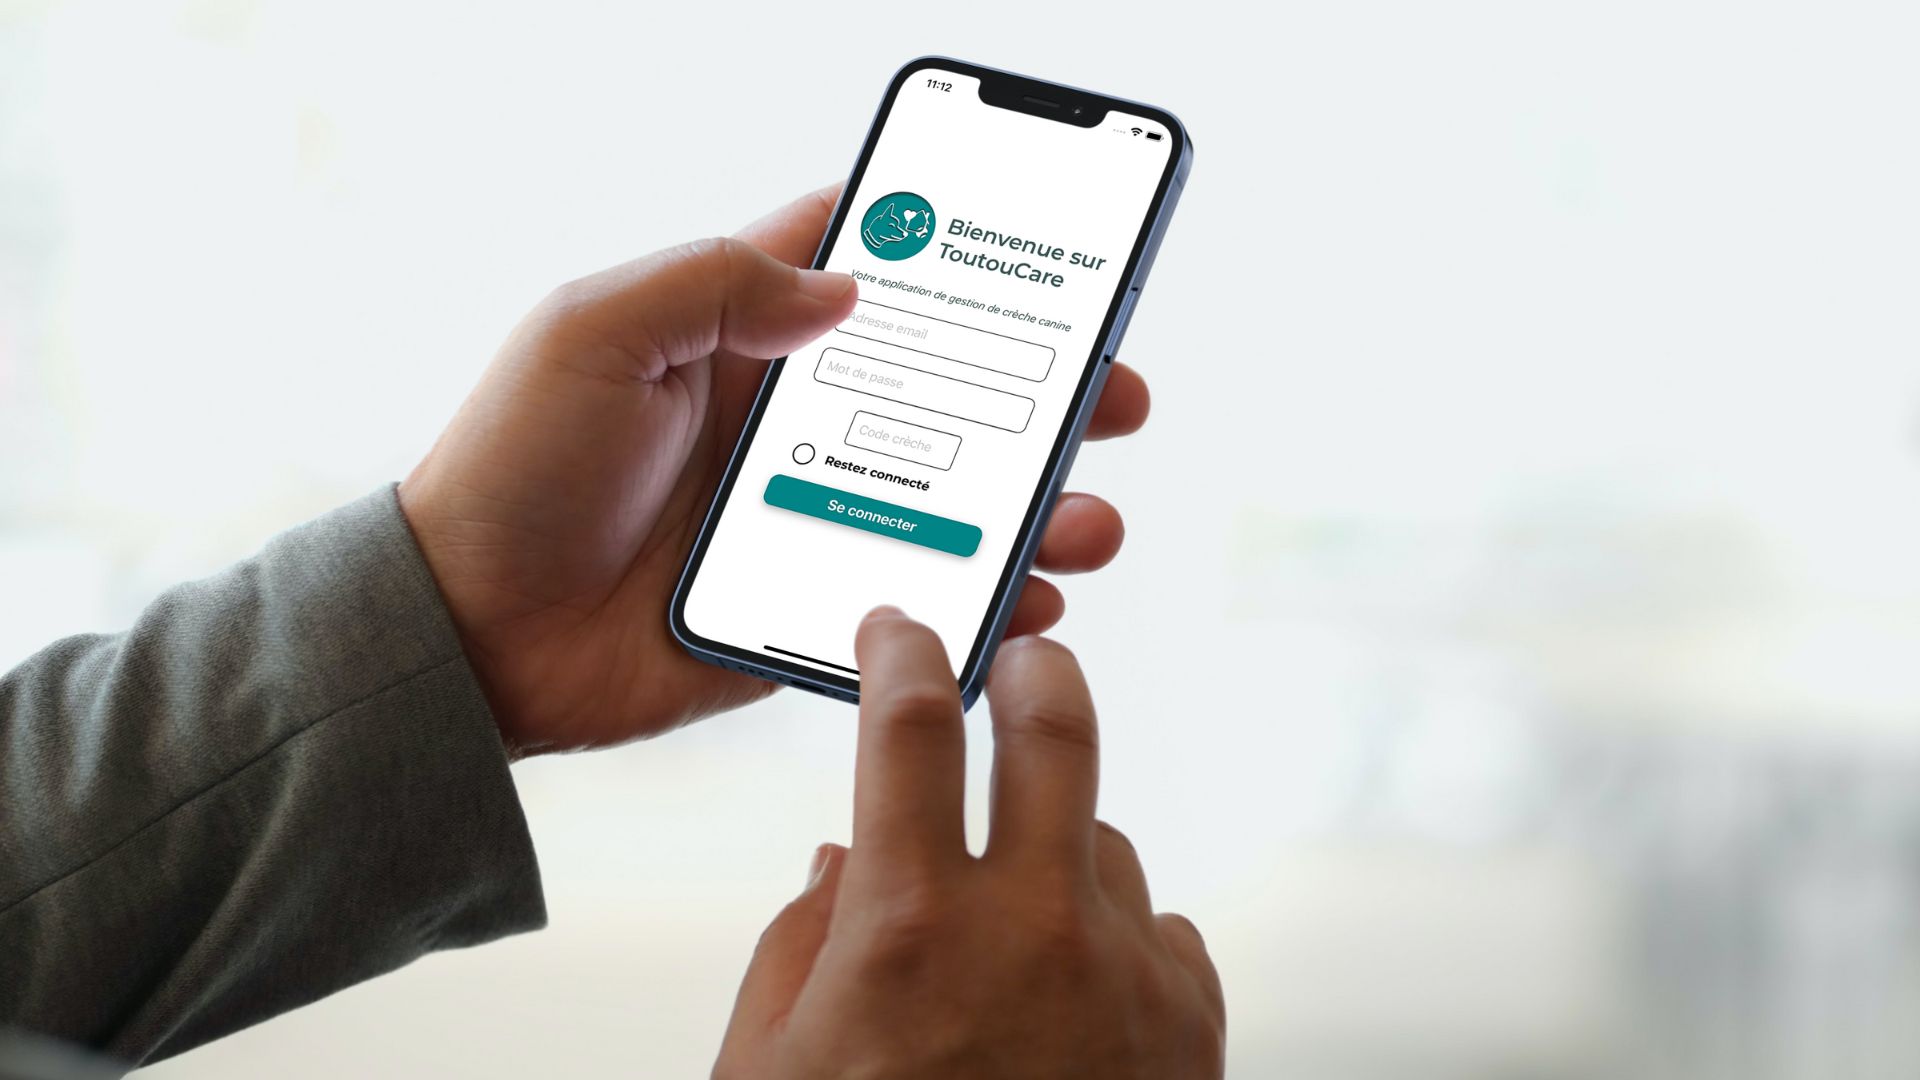 11:12
Bienvenue sur
ToutouCare
Votre application de gestion de crèche canine
Adresse email
Mot de passe
Code crèche
Restez connecté
Se connecter